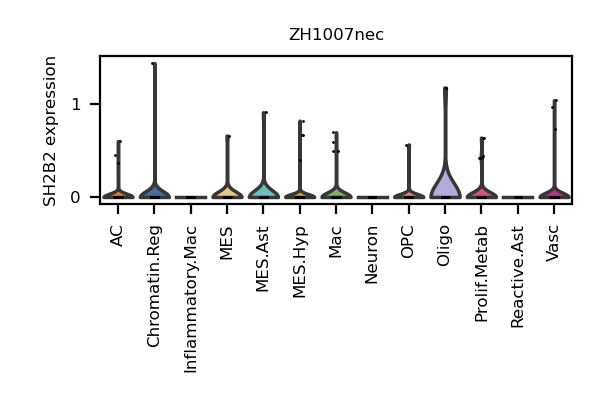 ZH1007nec
SH2B2 expression
1
0
AC
Chromatin.Reg
Inflammatory.Mac
MES
MES.Ast
MES.Hyp
Mac
Neuron
OPC
Oligo
Prolif.Metab
Reactive.Ast
Vasc